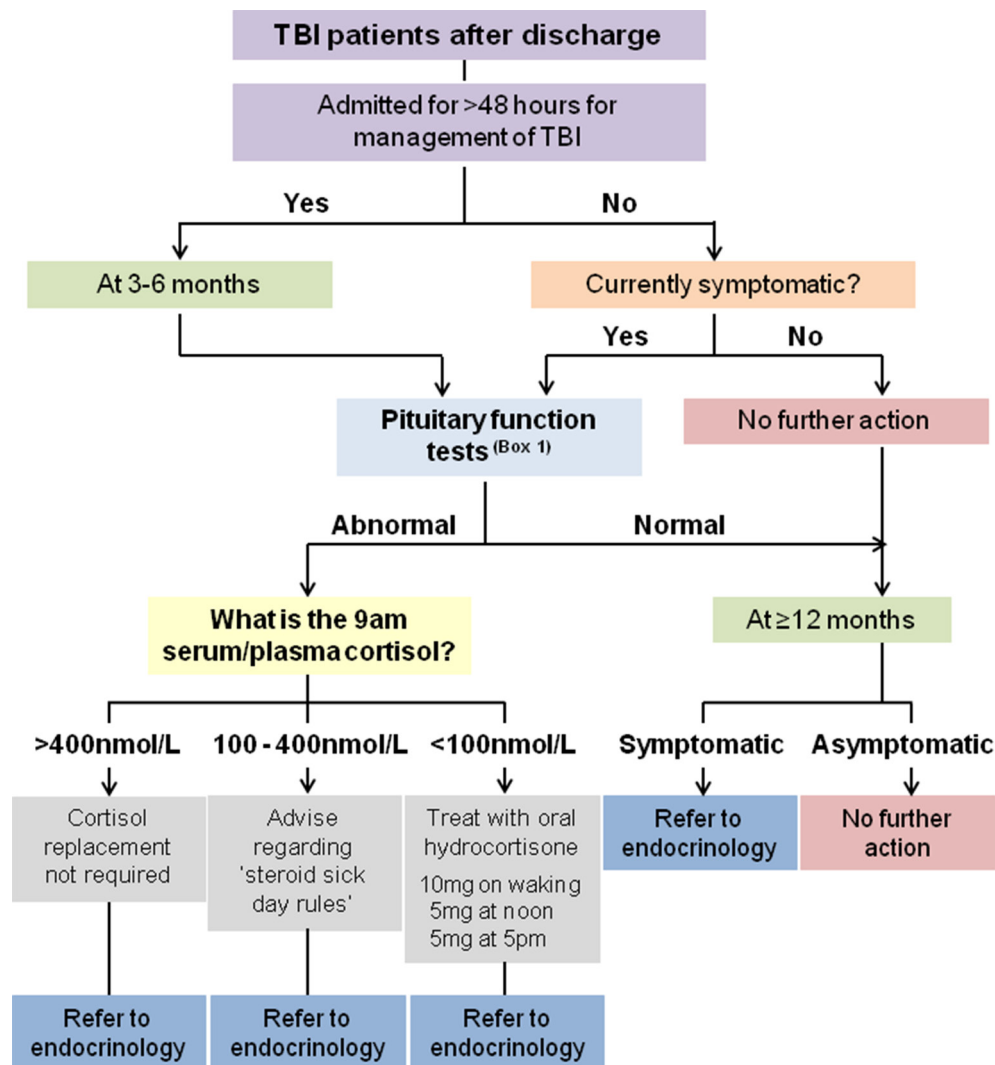 TBI patients after discharge
Admitted for >48 hours for
management of TBI
Yes
No
At 3-6 months
Currently symptomatic?
Yes
No
Pituitary function
tests (Box 1)
No further action
Abnormal
Normal
What is the 9am
serum/plasma cortisol?
At ≥12 months
>400nmol/L
100 - 400nmol/L
<100nmol/L
Symptomatic
Asymptomatic
Cortisol
replacement
not required
Advise
regarding
'steroid sick
day rules'
Treat with oral
hydrocortisone
10mg on waking
5mg at noon
5mg at 5pm
Refer to
endocrinology
No further
action
Refer to
endocrinology
Refer to
endocrinology
Refer to
endocrinology